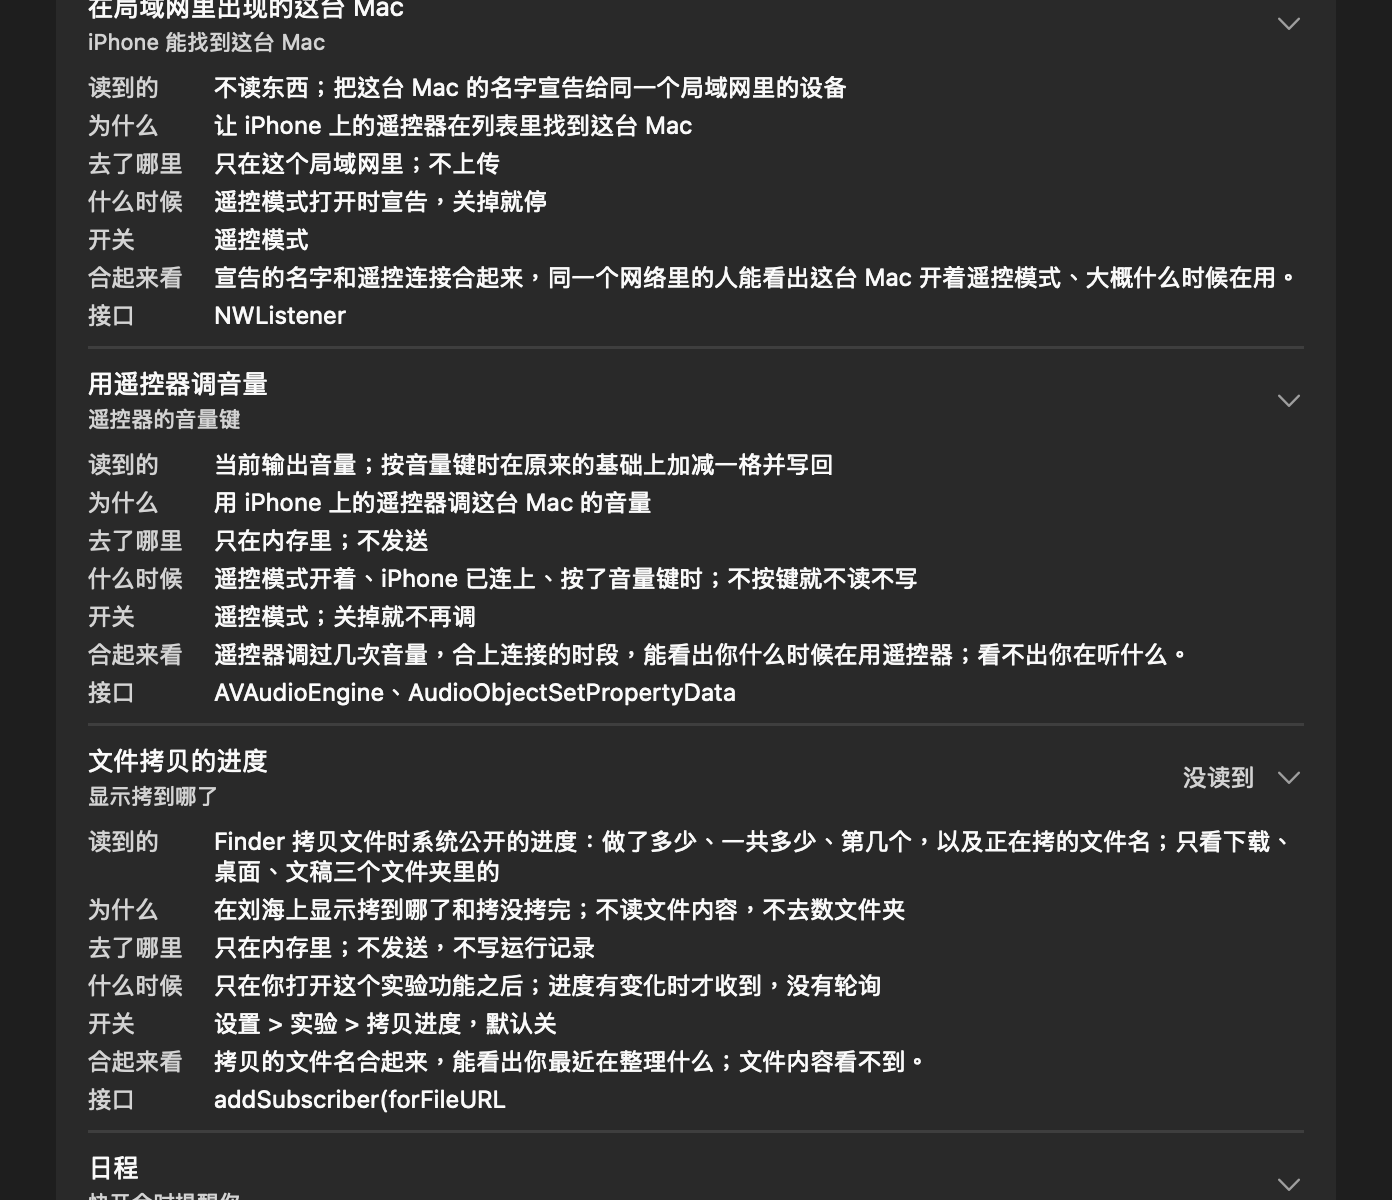 在局域网里出现的这台 Mac
iPhone 能找到这台 Mac
读到的 不读东西；把这台 Mac 的名字宣告给同一个局域网里的设备
为什么 让 iPhone 上的遥控器在列表里找到这台 Mac
去了哪里 只在这个局域网里；不上传
什么时候 遥控模式打开时宣告，关掉就停
开关 遥控模式
合起来看 宣告的名字和遥控连接合起来，同一个网络里的人能看出这台 Mac 开着遥控模式、大概什么时候在用。
接口 NWListener
用遥控器调音量
遥控器的音量键
读到的 当前输出音量；按音量键时在原来的基础上加减一格并写回
为什么 用 iPhone 上的遥控器调这台 Mac 的音量
去了哪里 只在内存里；不发送
什么时候 遥控模式开着、iPhone 已连上、按了音量键时；不按键就不读不写
开关 遥控模式；关掉就不再调
合起来看 遥控器调过几次音量，合上连接的时段，能看出你什么时候在用遥控器；看不出你在听什么。
接口 AVAudioEngine、AudioObjectSetPropertyData
文件拷贝的进度
没读到
显示拷到哪了
读到的 Finder 拷贝文件时系统公开的进度：做了多少、一共多少、第几个，以及正在拷的文件名；只看下载、
桌面、文稿三个文件夹里的
为什么 在刘海上显示拷到哪了和拷没拷完；不读文件内容，不去数文件夹
去了哪里 只在内存里；不发送，不写运行记录
什么时候 只在你打开这个实验功能之后；进度有变化时才收到，没有轮询
开关 设置 > 实验 > 拷贝进度，默认关
合起来看 拷贝的文件名合起来，能看出你最近在整理什么；文件内容看不到。
接口 addSubscriber(forFileURL
日程
快开会时提醒你